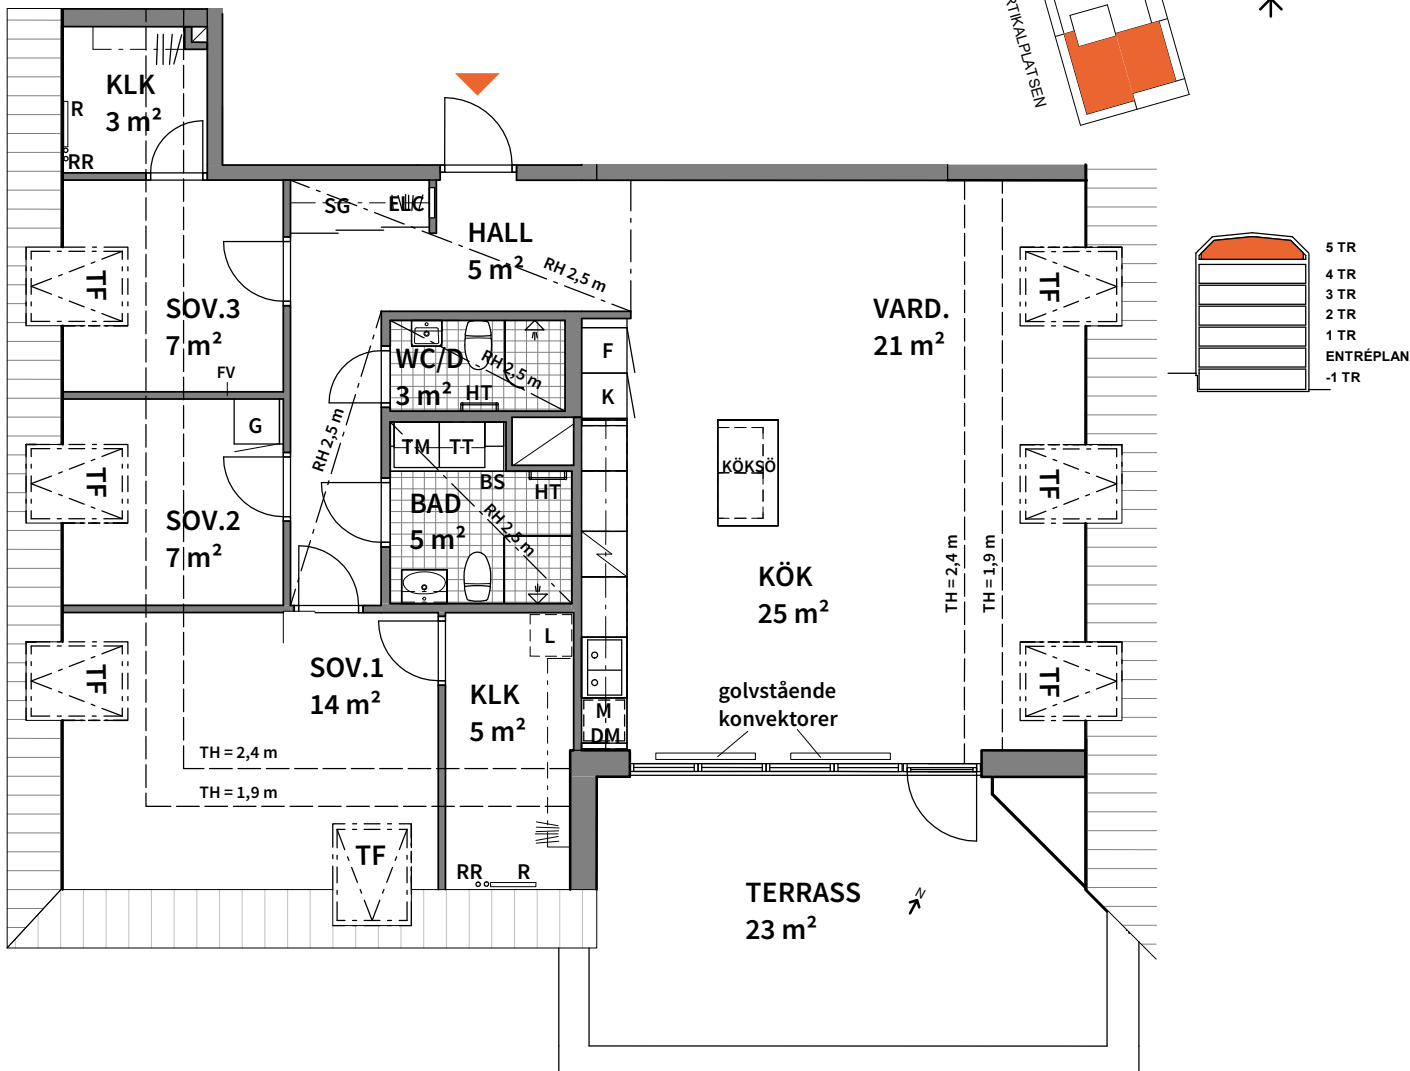 KLK
3 m²
R
RR
RTIKALPLATSEN
SG
ELC
HALL
5 m²
RH 2,5 m
TF
SOV.3
7 m²
FV
WC/D
3 m²
RH 2,5 m
HT
F
K
VARD.
21 m²
TF
5 TR
4 TR
3 TR
2 TR
1 TR
ENTRÉPLAN
-1 TR
G
RH 2,5 m
TM
TT
BS
HT
BAD
5 m²
RH 2,5 m
KÖKSÖ
TF
SOV.2
7 m²
TF
KÖK
25 m²
TH = 2,4 m
TH = 1,9 m
TF
SOV.1
14 m²
L
KLK
5 m²
M
DM
golvstående
konvektorer
TF
TH = 2,4 m
TH = 1,9 m
TF
RR
R
TERRASS
23 m²
N